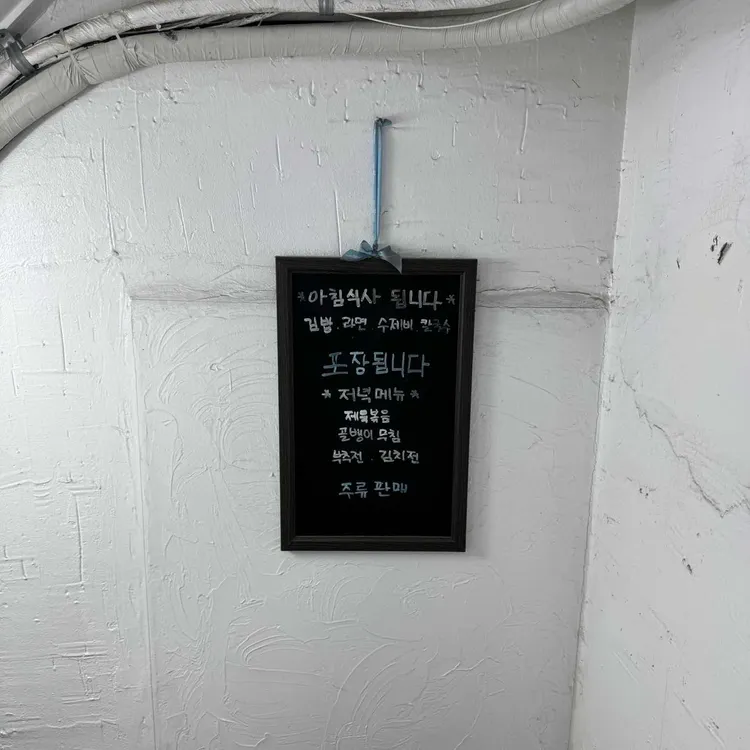 *아침식사 됩니다*
김밥. 라면. 수제비. 칼국수
포장됩니다
*저녁메뉴*
제육볶음
골뱅이 무침
부추전. 김치전
주류 판매